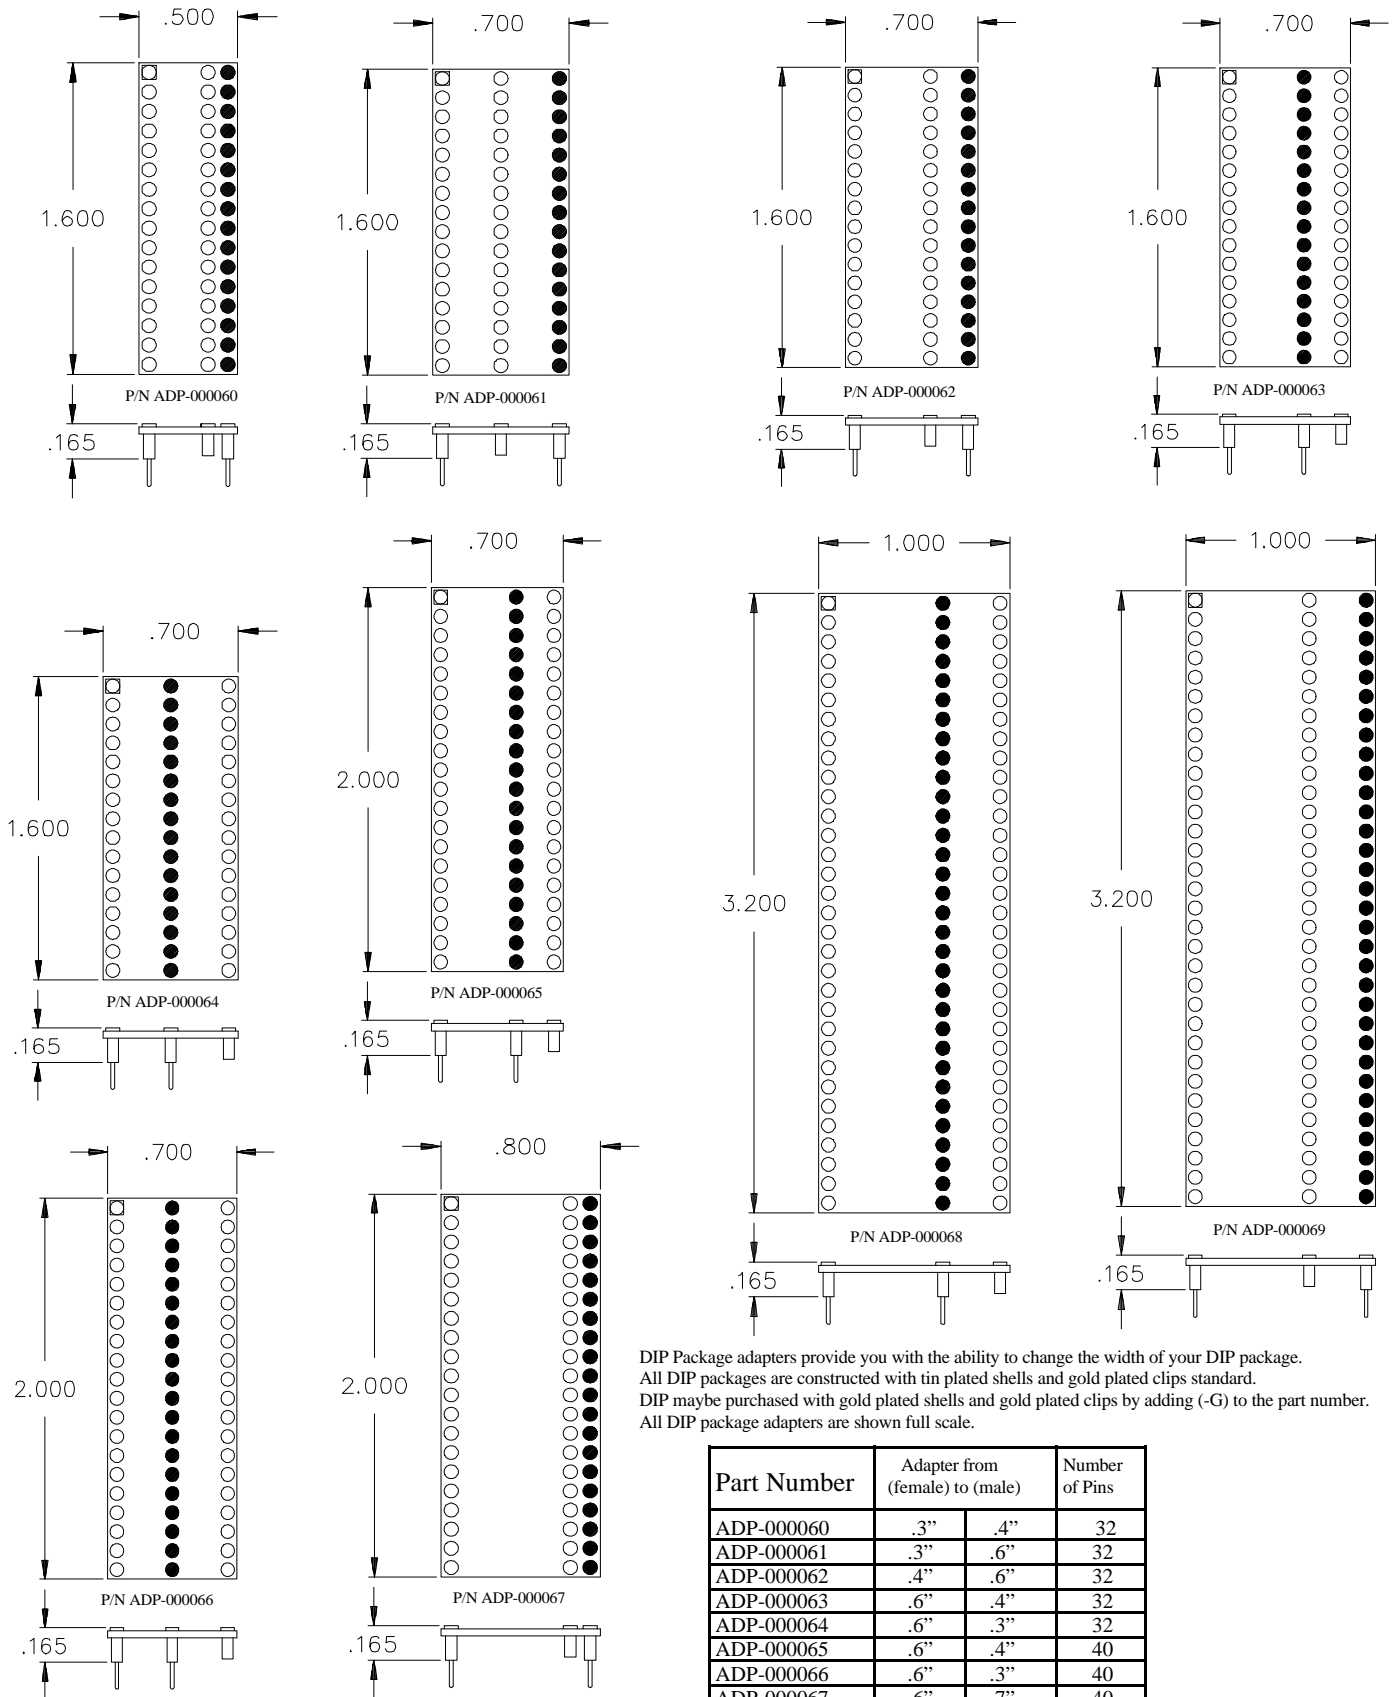 .500
.700
.700
.700
1.600
1.600
1.600
1.600
P/N ADP-000060
P/N ADP-000061
P/N ADP-000062
P/N ADP-000063
.165
.165
.165
.165
.700
1.000
1.000
.700
2.000
1.600
3.200
3.200
P/N ADP-000064
P/N ADP-000065
.165
.165
.700
.800
P/N ADP-000068
P/N ADP-000069
.165
.165
2.000
2.000
DIP Package adapters provide you with the ability to change the width of your DIP package.
All DIP packages are constructed with tin plated shells and gold plated clips standard.
DIP maybe purchased with gold plated shells and gold plated clips by adding (-G) to the part number.
All DIP package adapters are shown full scale.
P/N ADP-000066
P/N ADP-000067
.165
.165
Part Number Adapter from (female) to (male) Number of Pins
ADP-000060 .3” .4” 32
ADP-000061 .3” .6” 32
ADP-000062 .4” .6” 32
ADP-000063 .6” .4” 32
ADP-000064 .6” .3” 32
ADP-000065 .6” .4” 40
ADP-000066 .6” .3” 40
ADP-000067 .6” .7” 40